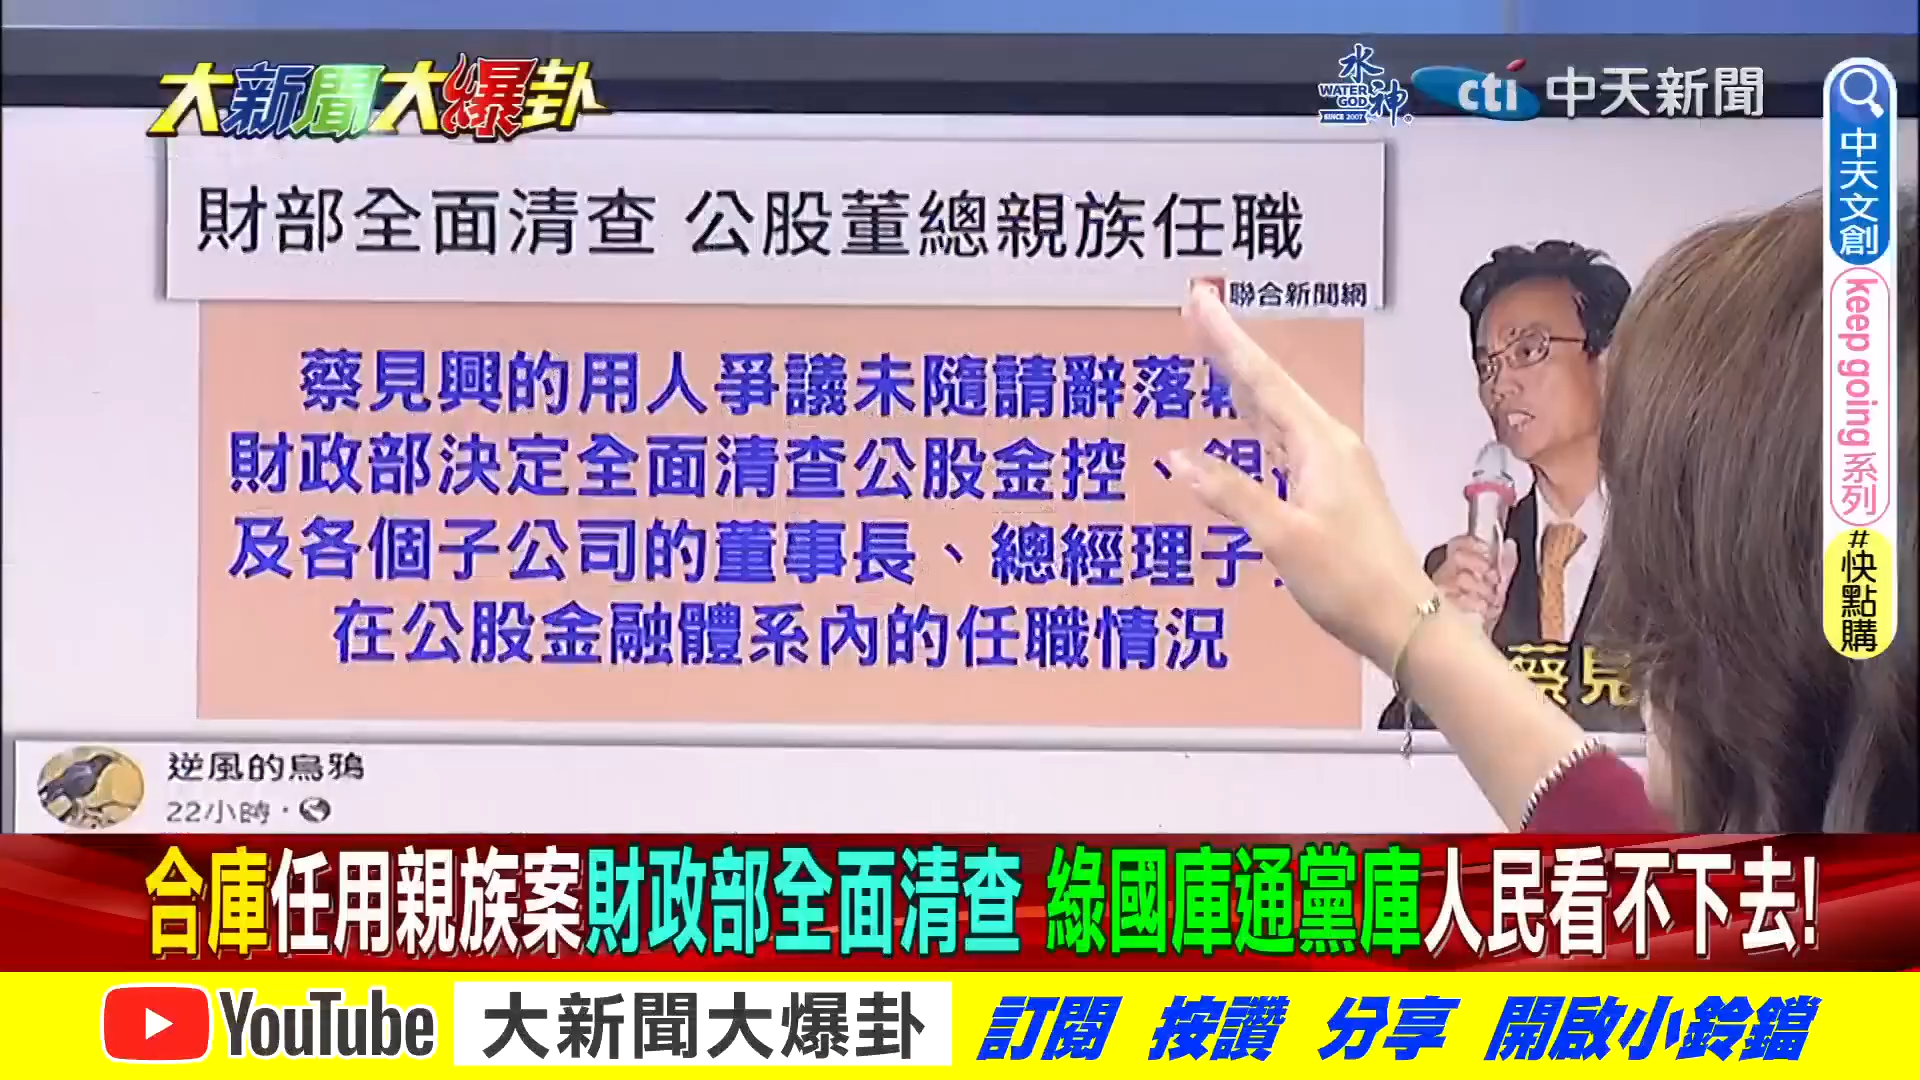 大新聞大爆卦
水神
WATER GOD
SINCE 2007
cti 中天新聞
財部全面清查 公股董總親族任職
聯合新聞網
蔡見興的用人爭議未隨請辭落幕
財政部決定全面清查公股金控、銀
及各個子公司的董事長、總經理子
在公股金融體系內的任職情況
蔡見
逆風的烏鴉
22小時·
中天文創
keep going系列
#快點購
合庫任用親族案財政部全面清查 綠國庫通黨庫人民看不下去!
YouTube 大新聞大爆卦 訂閱 按讚 分享 開啟小鈴鐺